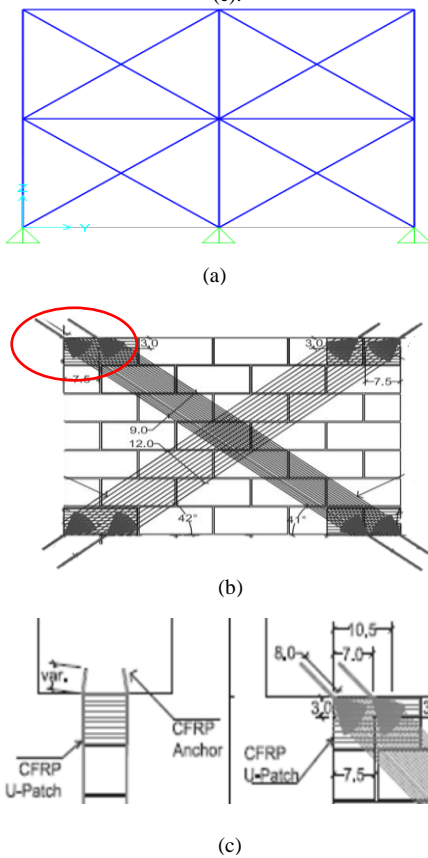 (c).
Z
Y
(a)
3.0
3.0
7.5
7.5
9.0
12.0
42°
41°
(b)
10.5
8.0
7.0
var.
3.0
3
CFRP
Anchor
CFRP
U-Patch
CFRP
U-Patch
7.5
(c)